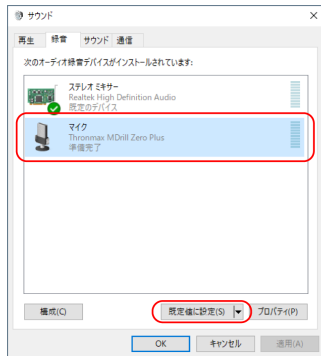 サウンド
再生 録音 サウンド 通信
次のオーディオ録音デバイスがインストールされています:
ステレオ ミキサー
Realtek High Definition Audio
既定のデバイス
マイク
Thronmax MDrill Zero Plus
準備完了
構成(C) 既定値に設定(S) プロパティ(P)
OK キャンセル 適用(A)